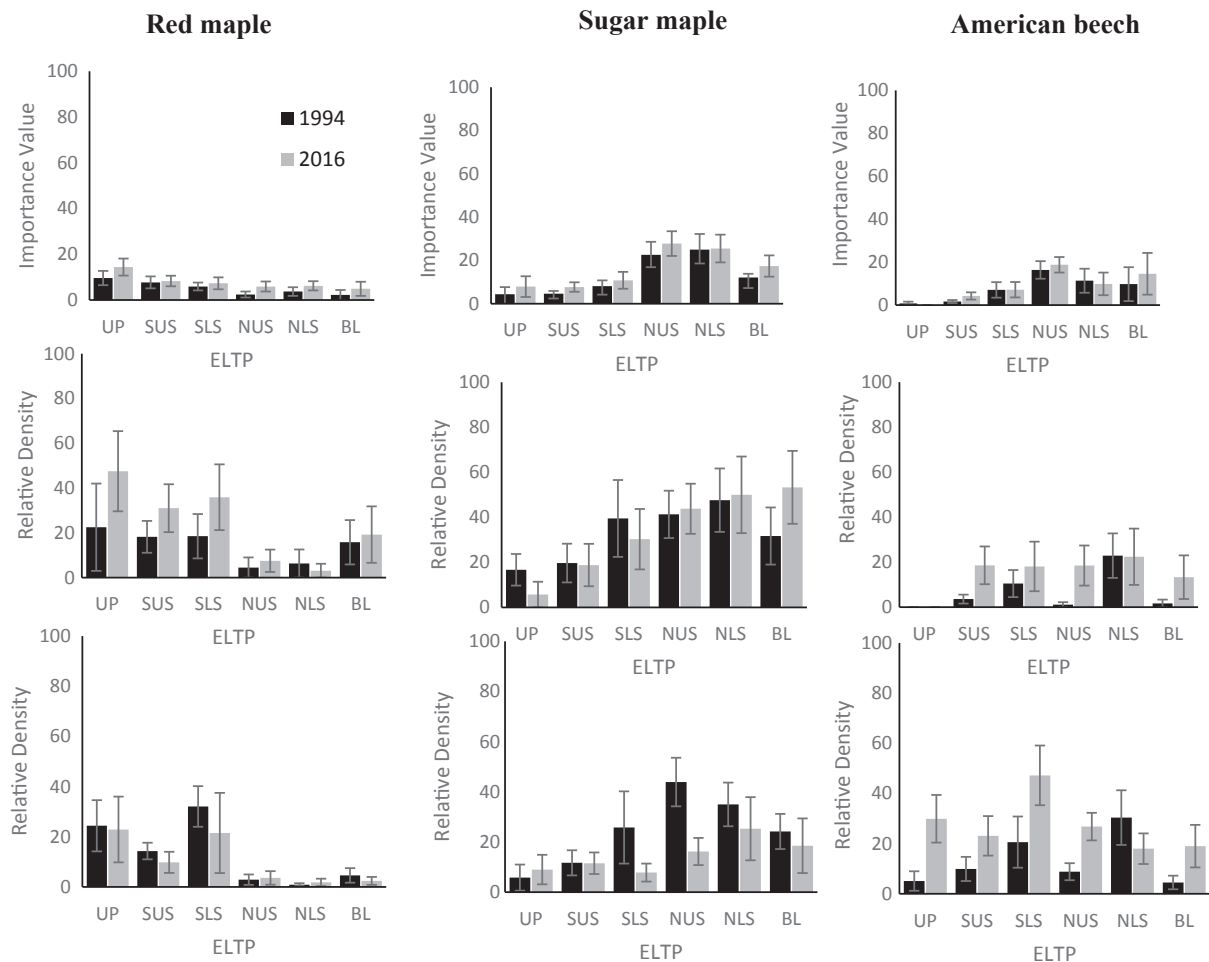 Red maple
Sugar maple
American beech
100
80
60
40
20
0
Importance Value
1994
2016
UP SUS SLS NUS NLS BL
ELTP
100
80
60
40
20
0
Importance Value
UP SUS SLS NUS NLS BL
ELTP
100
80
60
40
20
0
Importance Value
UP SUS SLS NUS NLS BL
ELTP
100
80
60
40
20
0
Relative Density
UP SUS SLS NUS NLS BL
ELTP
100
80
60
40
20
0
Relative Density
UP SUS SLS NUS NLS BL
ELTP
100
80
60
40
20
0
Relative Density
UP SUS SLS NUS NLS BL
ELTP
100
80
60
40
20
0
Relative Density
UP SUS SLS NUS NLS BL
ELTP
100
80
60
40
20
0
Relative Density
UP SUS SLS NUS NLS BL
ELTP
100
80
60
40
20
0
Relative Density
UP SUS SLS NUS NLS BL
ELTP